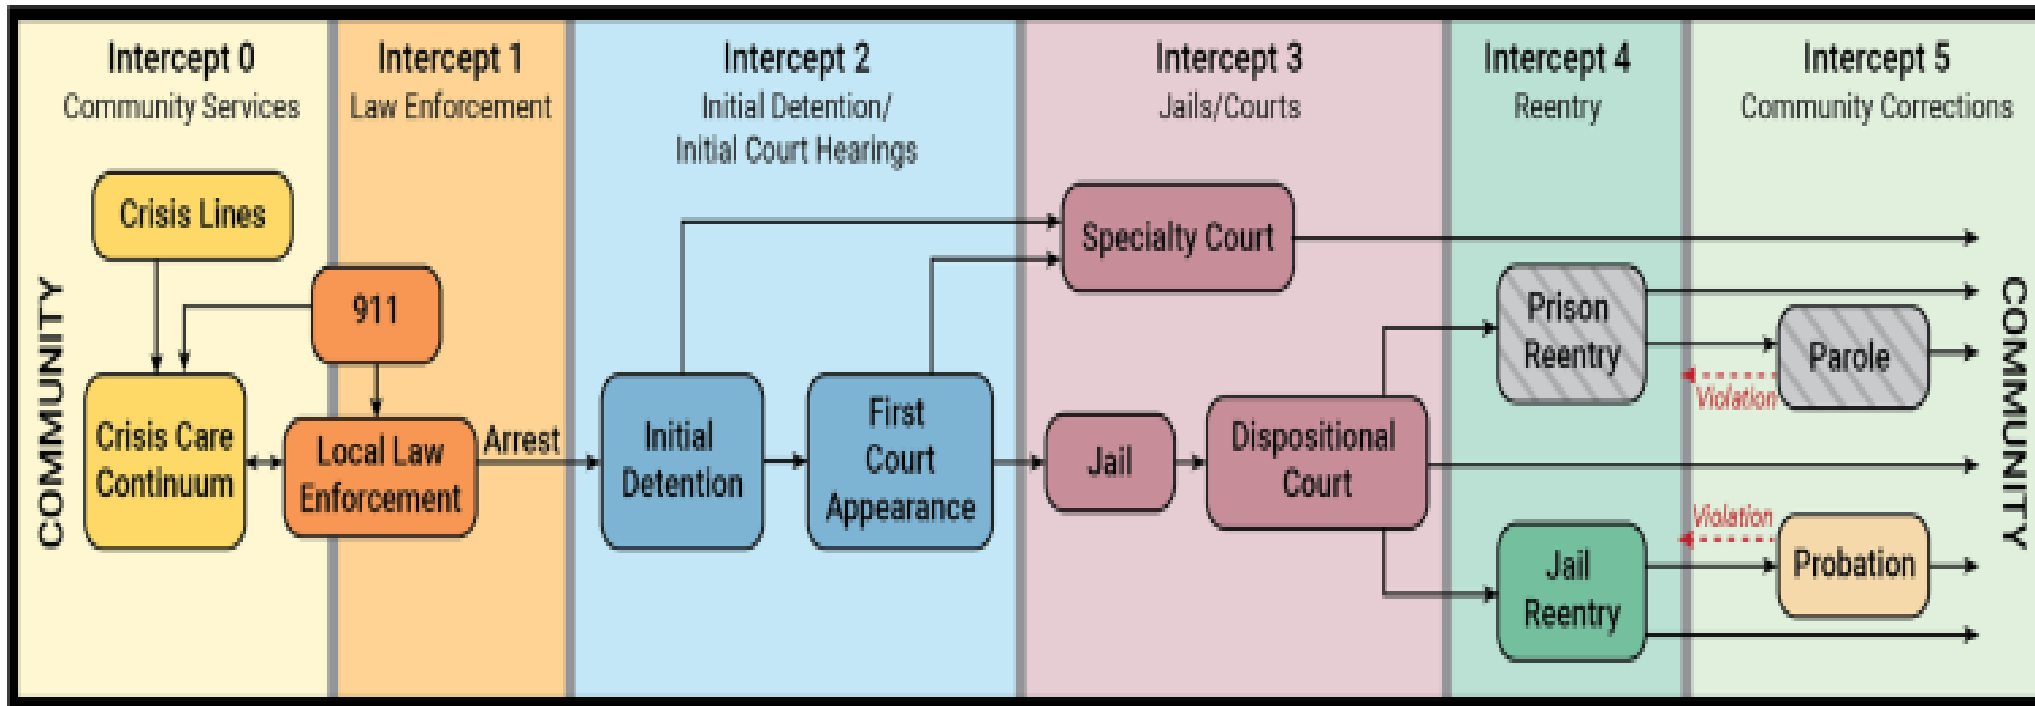 Intercept 0
Community Services
Intercept 1
Law Enforcement
Intercept 2
Initial Detention/
Initial Court Hearings
Intercept 3
Jails/Courts
Intercept 4
Reentry
Intercept 5
Community Corrections
COMMUNITY
Crisis Lines
911
Crisis Care
Continuum
Local Law
Enforcement
Arrest
Initial
Detention
First
Court
Appearance
Specialty Court
Jail
Dispositional
Court
Prison
Reentry
Parole
Violation
Violation
Jail
Reentry
Probation
COMMUNITY